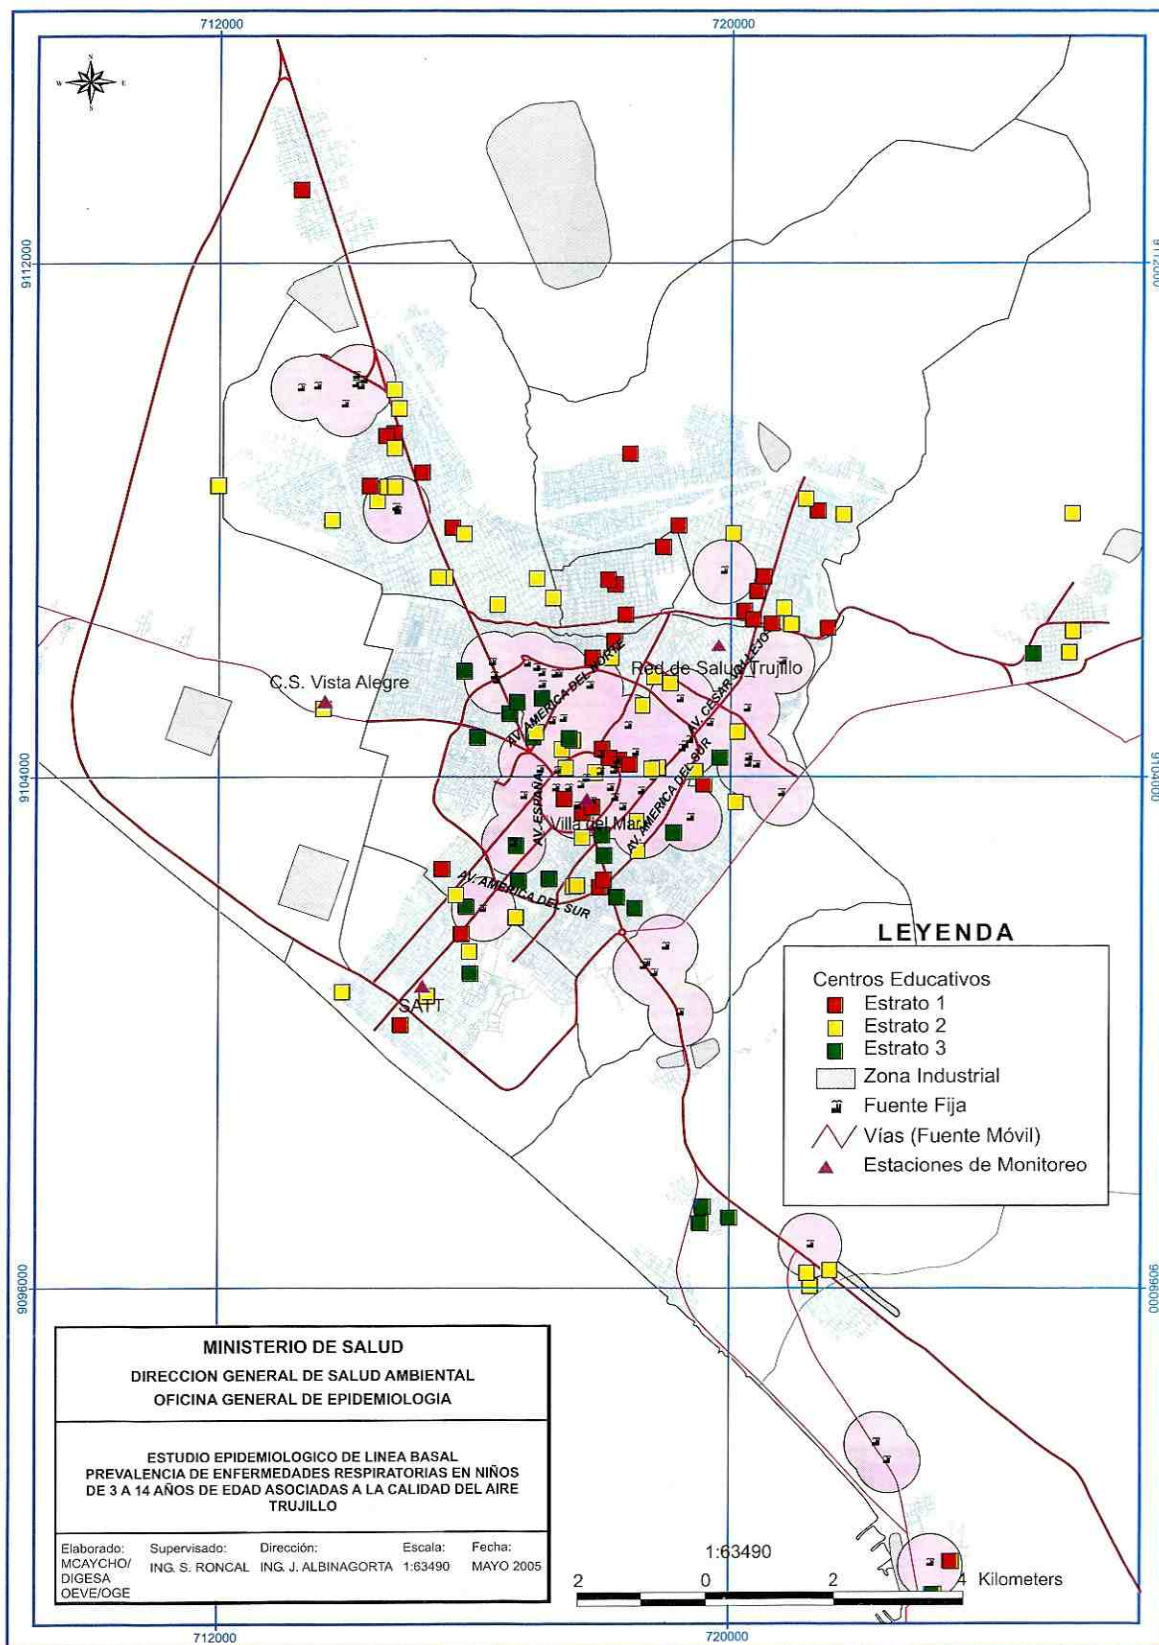 712000
720000
N
W
E
S
9112000
9112000
Red de Salud Trujillo
C.S. Vista Alegre
AV. AMERICA DEL NORTE
AV. CESAR VALLEJO
AV. AMERICA DEL SUR
9104000
9104000
AV. ESPAÑA
Villa del Mar
AV. AMERICA DEL SUR
SATT
LEYENDA
Centros Educativos
Estrato 1
Estrato 2
Estrato 3
Zona Industrial
Fuente Fija
Vías (Fuente Móvil)
Estaciones de Monitoreo
9096000
9096000
MINISTERIO DE SALUD
DIRECCION GENERAL DE SALUD AMBIENTAL
OFICINA GENERAL DE EPIDEMIOLOGIA
ESTUDIO EPIDEMIOLOGICO DE LINEA BASAL
PREVALENCIA DE ENFERMEDADES RESPIRATORIAS EN NIÑOS
DE 3 A 14 AÑOS DE EDAD ASOCIADAS A LA CALIDAD DEL AIRE
TRUJILLO
Elaborado: Supervisado: Dirección: Escala: Fecha:
MCAYCHO/ ING. S. RONCAL ING. J. ALBINAGORTA 1:63490 MAYO 2005
DIGESA
OEVE/OGE
1:63490
2 0 2 4 Kilometers
712000
720000